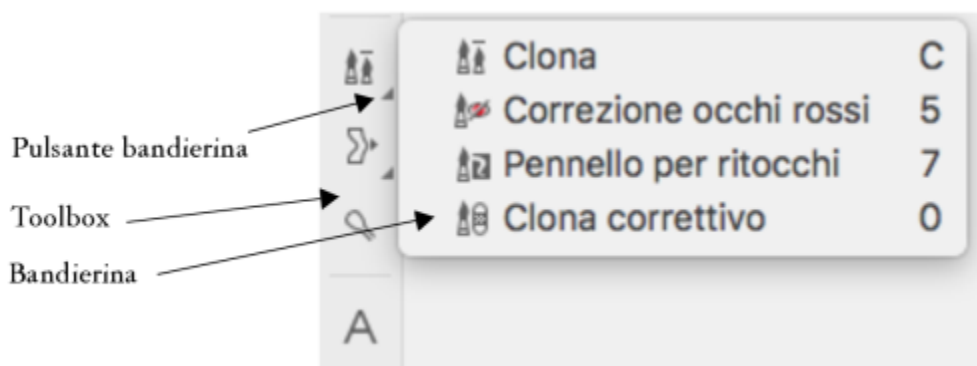 Clona C
Correzione occhi rossi 5
Pennello per ritocchi 7
Clona correttivo 0
Pulsante bandierina
Toolbox
Bandierina
A